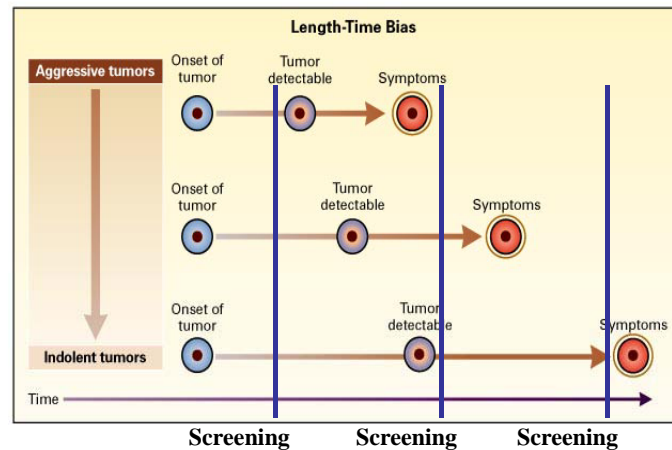 Length-Time Bias
Aggressive tumors
Onset of
tumor
Tumor
detectable
Symptoms
Onset of
tumor
Tumor
detectable
Symptoms
Onset of
tumor
Tumor
detectable
Symptoms
Indolent tumors
Time
Screening Screening Screening